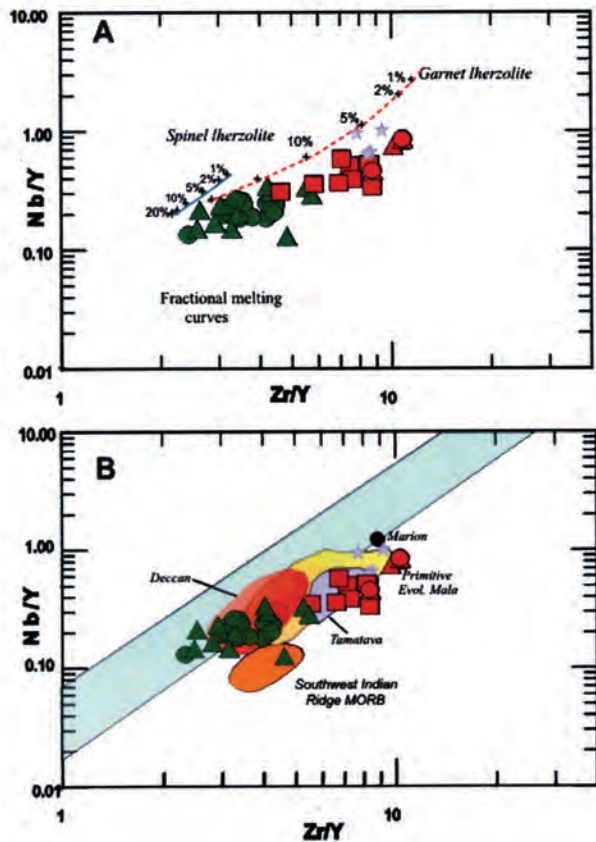 10.00
A
1%
2%
Garnet lherzolite
5%
Spinel lherzolite
1.00
10%
1%
2%
5%
10%
20%
Nb/Y
0.10
Fractional melting
curves
0.01
1
Zr/Y
10
10.00
B
Marion
1.00
Deccan
Primitive
Evol. Mala
Tamatava
Nb/Y
0.10
Southwest Indian
Ridge MORB
0.01
1
Zr/Y
10